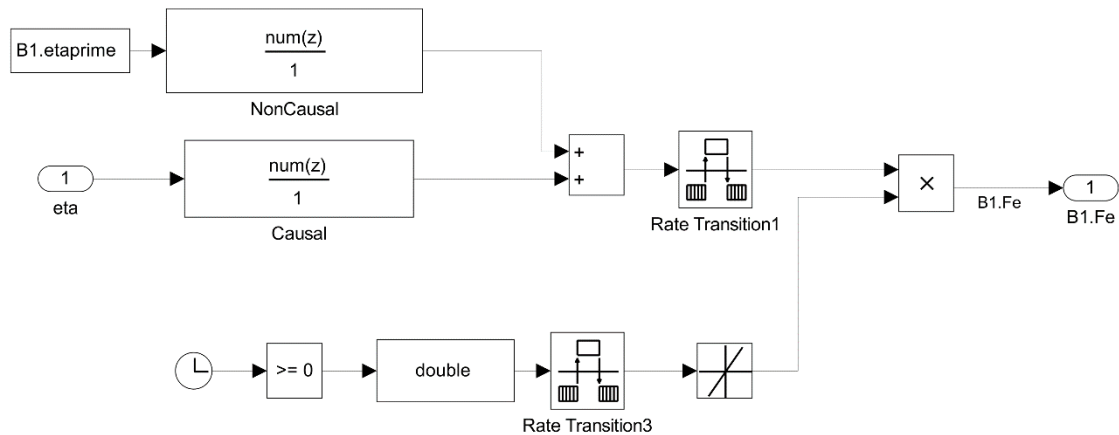 B1.etaprime
num(z)
1
NonCausal
1
eta
num(z)
1
Causal
+
+
Rate Transition1
×
B1.Fe
1
B1.Fe
>= 0
double
Rate Transition3